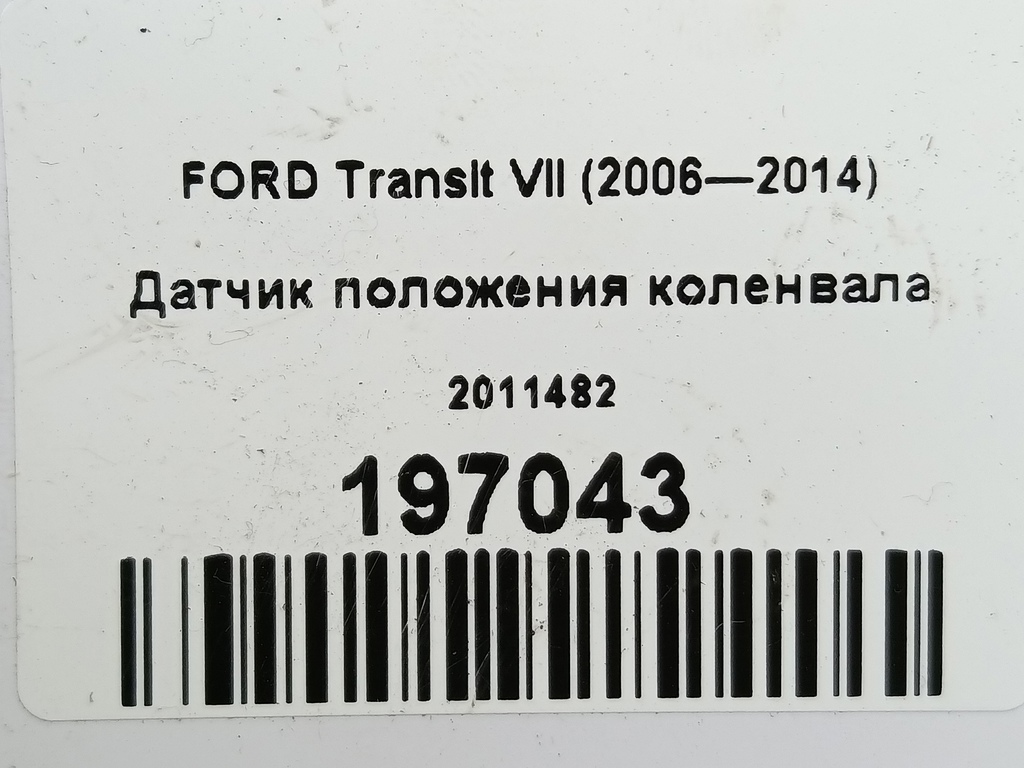 FORD Transit VII (2006—2014)
Датчик положения коленвала
2011482
197043